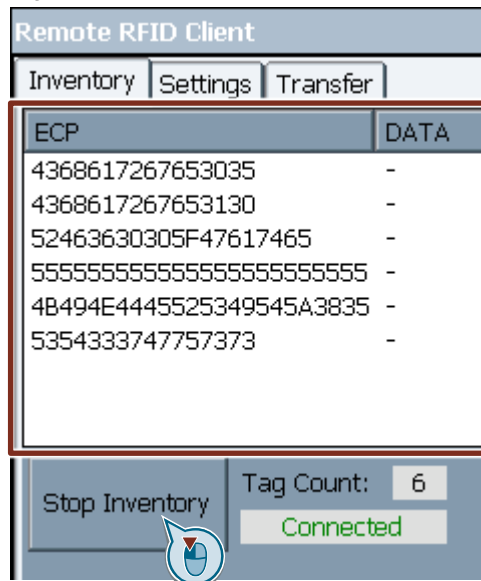 Remote RFID Client
Inventory Settings Transfer
ECP DATA
4368617267653035 -
4368617267653130 -
52463630305F47617465 -
555555555555555555555555 -
4B494E4445525349545A3835 -
5354333747757373 -
Stop Inventory
Tag Count: 6
Connected